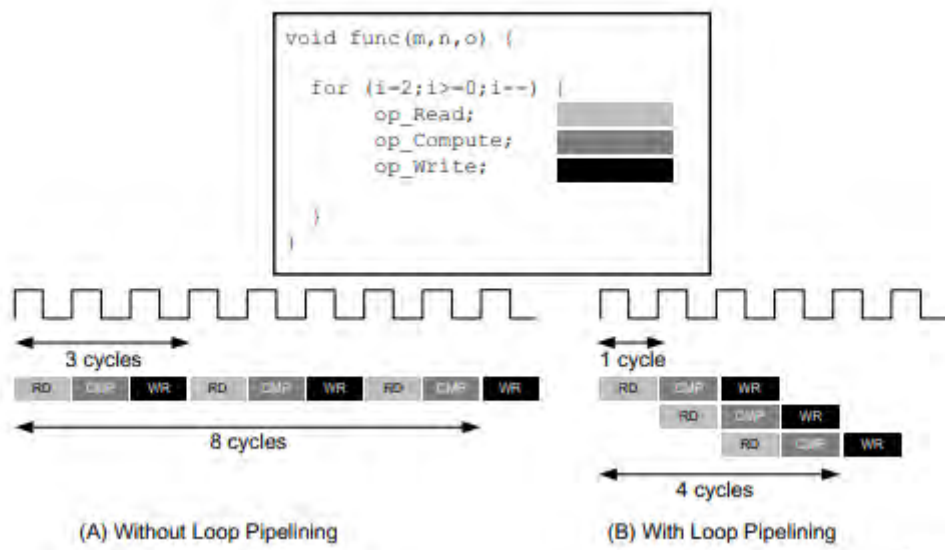 void func(m,n,o) {
for (i=2;i>=0;i--) {
op_Read;
op_Compute;
op_Write;
}
}
3 cycles
1 cycle
RD CMP WR RD CMP WR RD CMP WR
RD CMP WR
RD CMP WR
RD CMP WR
8 cycles
4 cycles
(A) Without Loop Pipelining
(B) With Loop Pipelining